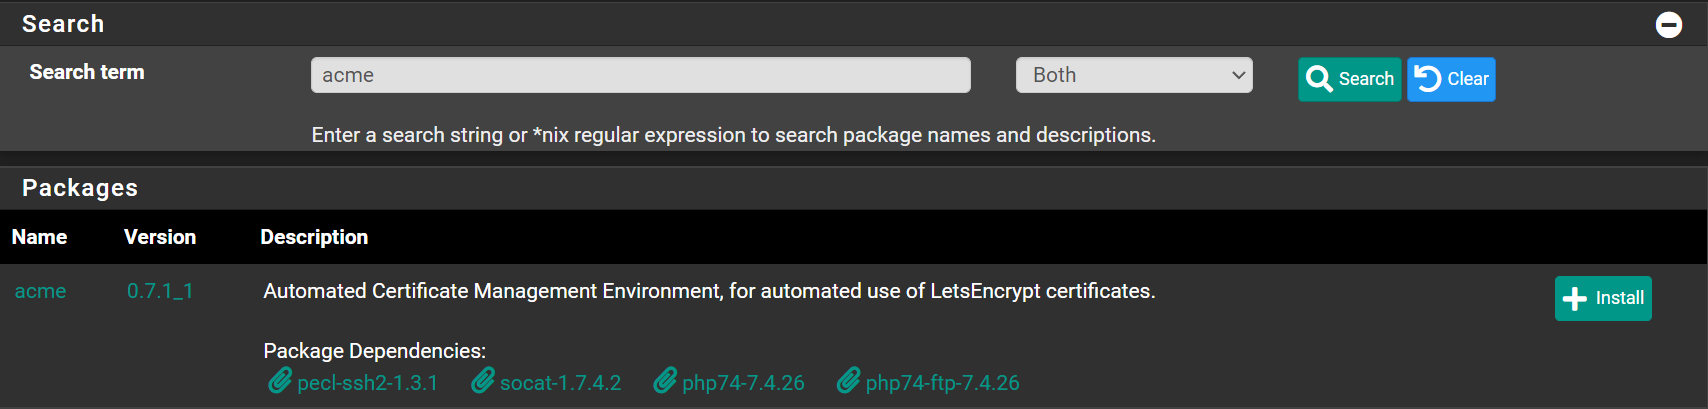 Search
Search term acme Both Search Clear
Enter a search string or *nix regular expression to search package names and descriptions.
Packages
Name Version Description
acme 0.7.1_1 Automated Certificate Management Environment, for automated use of LetsEncrypt certificates. Install
Package Dependencies:
pecl-ssh2-1.3.1 socat-1.7.4.2 php74-7.4.26 php74-ftp-7.4.26